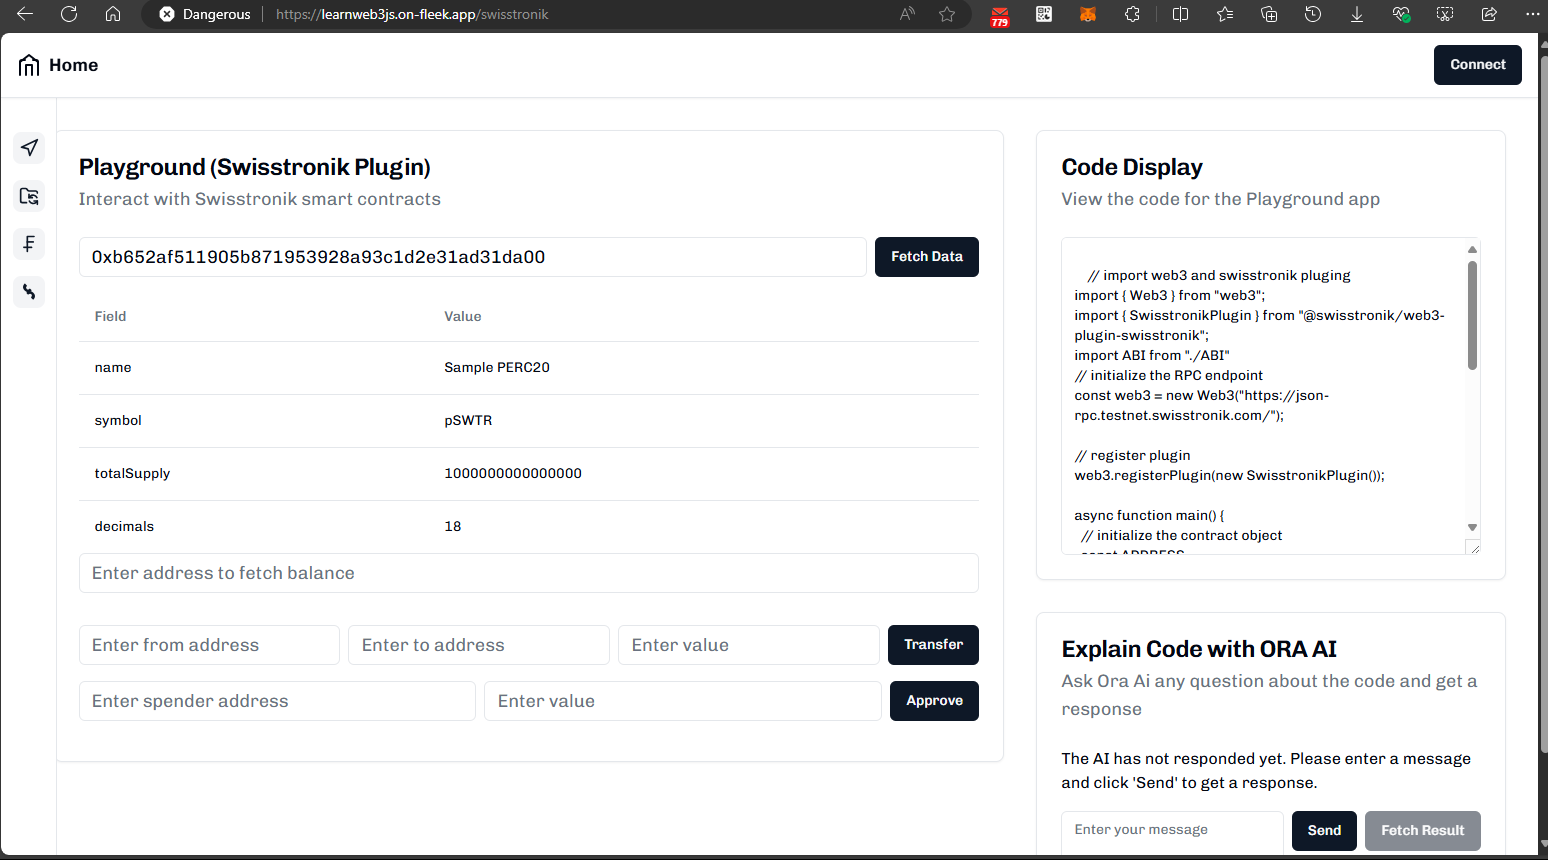 Dangerous
https://learnweb3js.on-fleek.app/swisstronik
779
Home
Connect
Playground (Swisstronik Plugin)
Interact with Swisstronik smart contracts
0xb652af511905b871953928a93c1d2e31ad31da00
Fetch Data
Field Value
name Sample PERC20
symbol pSWTR
totalSupply 1000000000000000
decimals 18
Enter address to fetch balance
Enter from address Enter to address Enter value Transfer
Enter spender address Enter value Approve
Code Display
View the code for the Playground app
// import web3 and swisstronik pluging
import { Web3 } from "web3";
import { SwisstronikPlugin } from "@swisstronik/web3-
plugin-swisstronik";
import ABI from "./ABI"
// initialize the RPC endpoint
const web3 = new Web3("https://json-
rpc.testnet.swisstronik.com/");
// register plugin
web3.registerPlugin(new SwisstronikPlugin());
async function main() {
// initialize the contract object
const ADDRESS
Explain Code with ORA AI
Ask Ora Ai any question about the code and get a
response
The AI has not responded yet. Please enter a message
and click 'Send' to get a response.
Enter your message Send Fetch Result